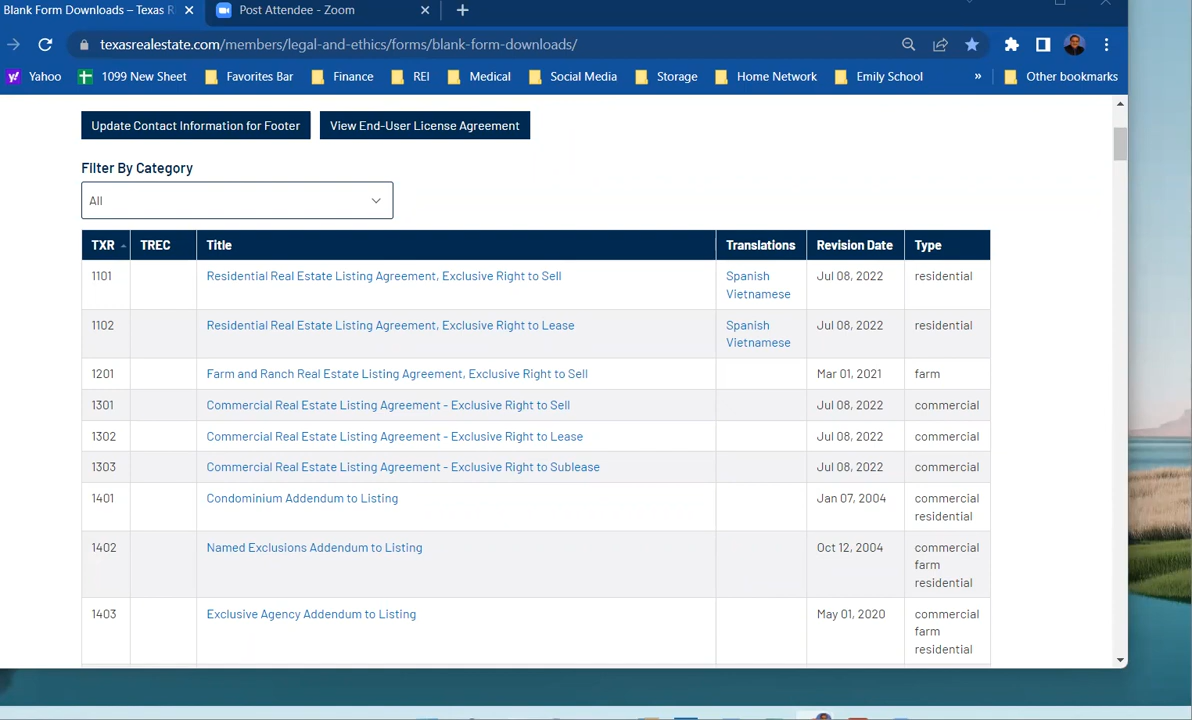 Blank Form Downloads – Texas R
Post Attendee - Zoom
texasrealestate.com/members/legal-and-ethics/forms/blank-form-downloads/
Yahoo 1099 New Sheet Favorites Bar Finance REI Medical Social Media Storage Home Network Emily School » Other bookmarks
Update Contact Information for Footer View End-User License Agreement
Filter By Category
All
TXR TREC Title Translations Revision Date Type
1101 Residential Real Estate Listing Agreement, Exclusive Right to Sell Spanish Jul 08, 2022 residential
Vietnamese
1102 Residential Real Estate Listing Agreement, Exclusive Right to Lease Spanish Jul 08, 2022 residential
Vietnamese
1201 Farm and Ranch Real Estate Listing Agreement, Exclusive Right to Sell Mar 01, 2021 farm
1301 Commercial Real Estate Listing Agreement - Exclusive Right to Sell Jul 08, 2022 commercial
1302 Commercial Real Estate Listing Agreement - Exclusive Right to Lease Jul 08, 2022 commercial
1303 Commercial Real Estate Listing Agreement - Exclusive Right to Sublease Jul 08, 2022 commercial
1401 Condominium Addendum to Listing Jan 07, 2004 commercial
residential
1402 Named Exclusions Addendum to Listing Oct 12, 2004 commercial
farm
residential
1403 Exclusive Agency Addendum to Listing May 01, 2020 commercial
farm
residential